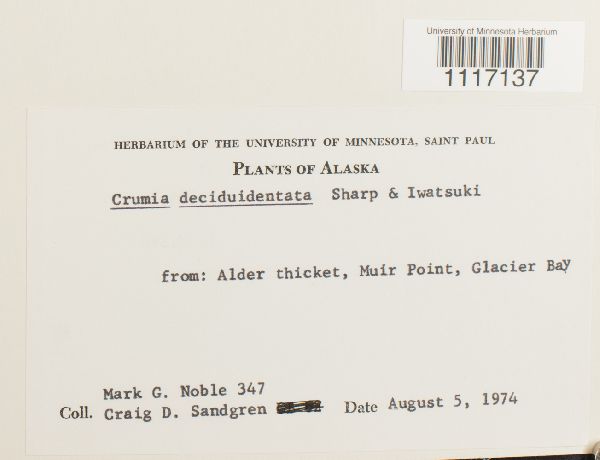 University of Minnesota Herbarium
1117137
HERBARIUM OF THE UNIVERSITY OF MINNESOTA, SAINT PAUL
PLANTS OF ALASKA
Crumia deciduidentata Sharp & Iwatsuki
from: Alder thicket, Muir Point, Glacier Bay
Mark G. Noble 347
Coll. Craig D. Sandgren Date August 5, 1974